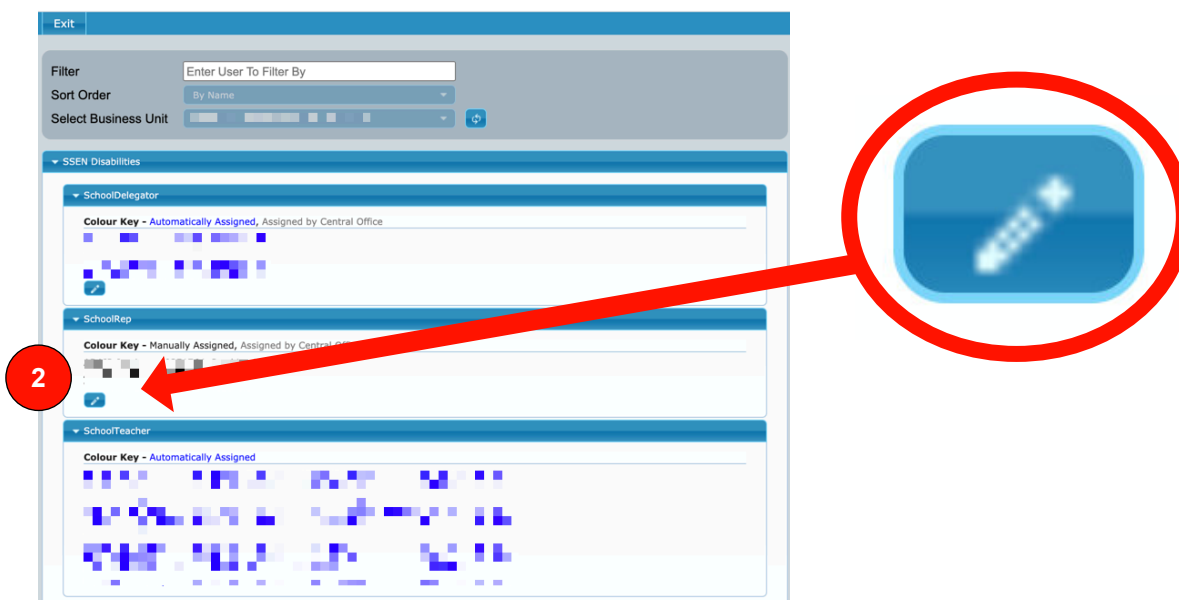 Exit
Filter
Enter User To Filter By
Sort Order
By Name
Select Business Unit
SSEN Disabilities
SchoolDelegator
Colour Key - Automatically Assigned, Assigned by Central Office
SchoolRep
Colour Key - Manually Assigned, Assigned by Central
2
SchoolTeacher
Colour Key - Automatically Assigned